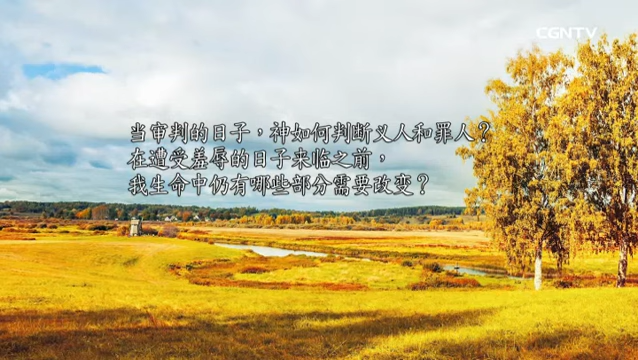 CGNTV
当审判的日子，神如何判断义人和罪人？
在遭受羞辱的日子来临之前，
我生命中仍有哪些部分需要改变？